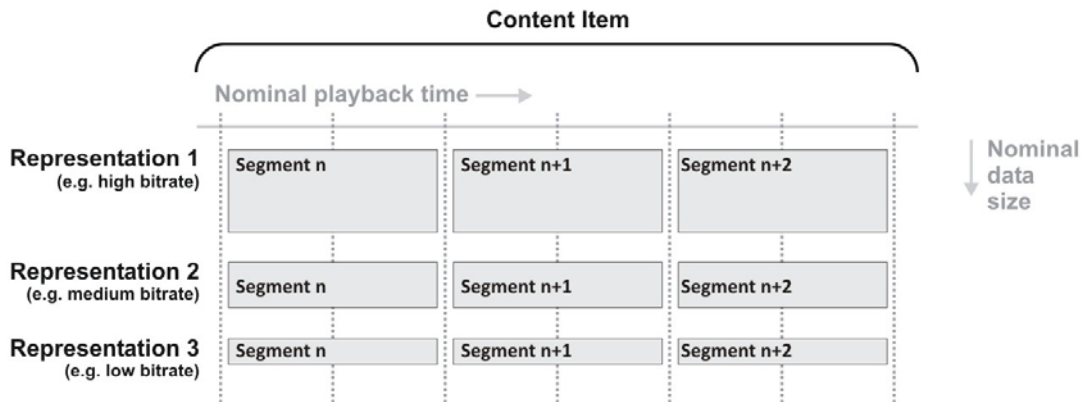 Content Item
Nominal playback time
Representation 1
(e.g. high bitrate)
Segment n
Segment n+1
Segment n+2
Nominal
data
size
Representation 2
(e.g. medium bitrate)
Segment n
Segment n+1
Segment n+2
Representation 3
(e.g. low bitrate)
Segment n
Segment n+1
Segment n+2